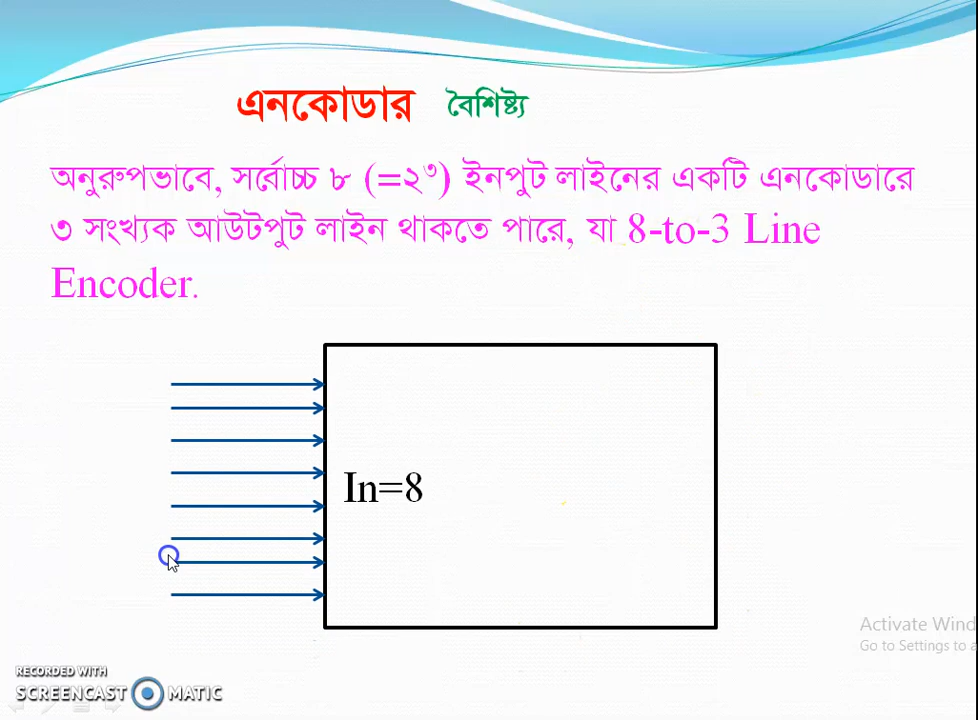 এনকোডার বৈশিষ্ট্য
অনুরুপভাবে, সর্বোচ্চ ৮ (=২³) ইনপুট লাইনের একটি এনকোডারে
৩ সংখ্যক আউটপুট লাইন থাকতে পারে, যা 8-to-3 Line
Encoder.
In=8
Activate Wind
Go to Settings to a
RECORDED WITH
SCREENCAST MATIC